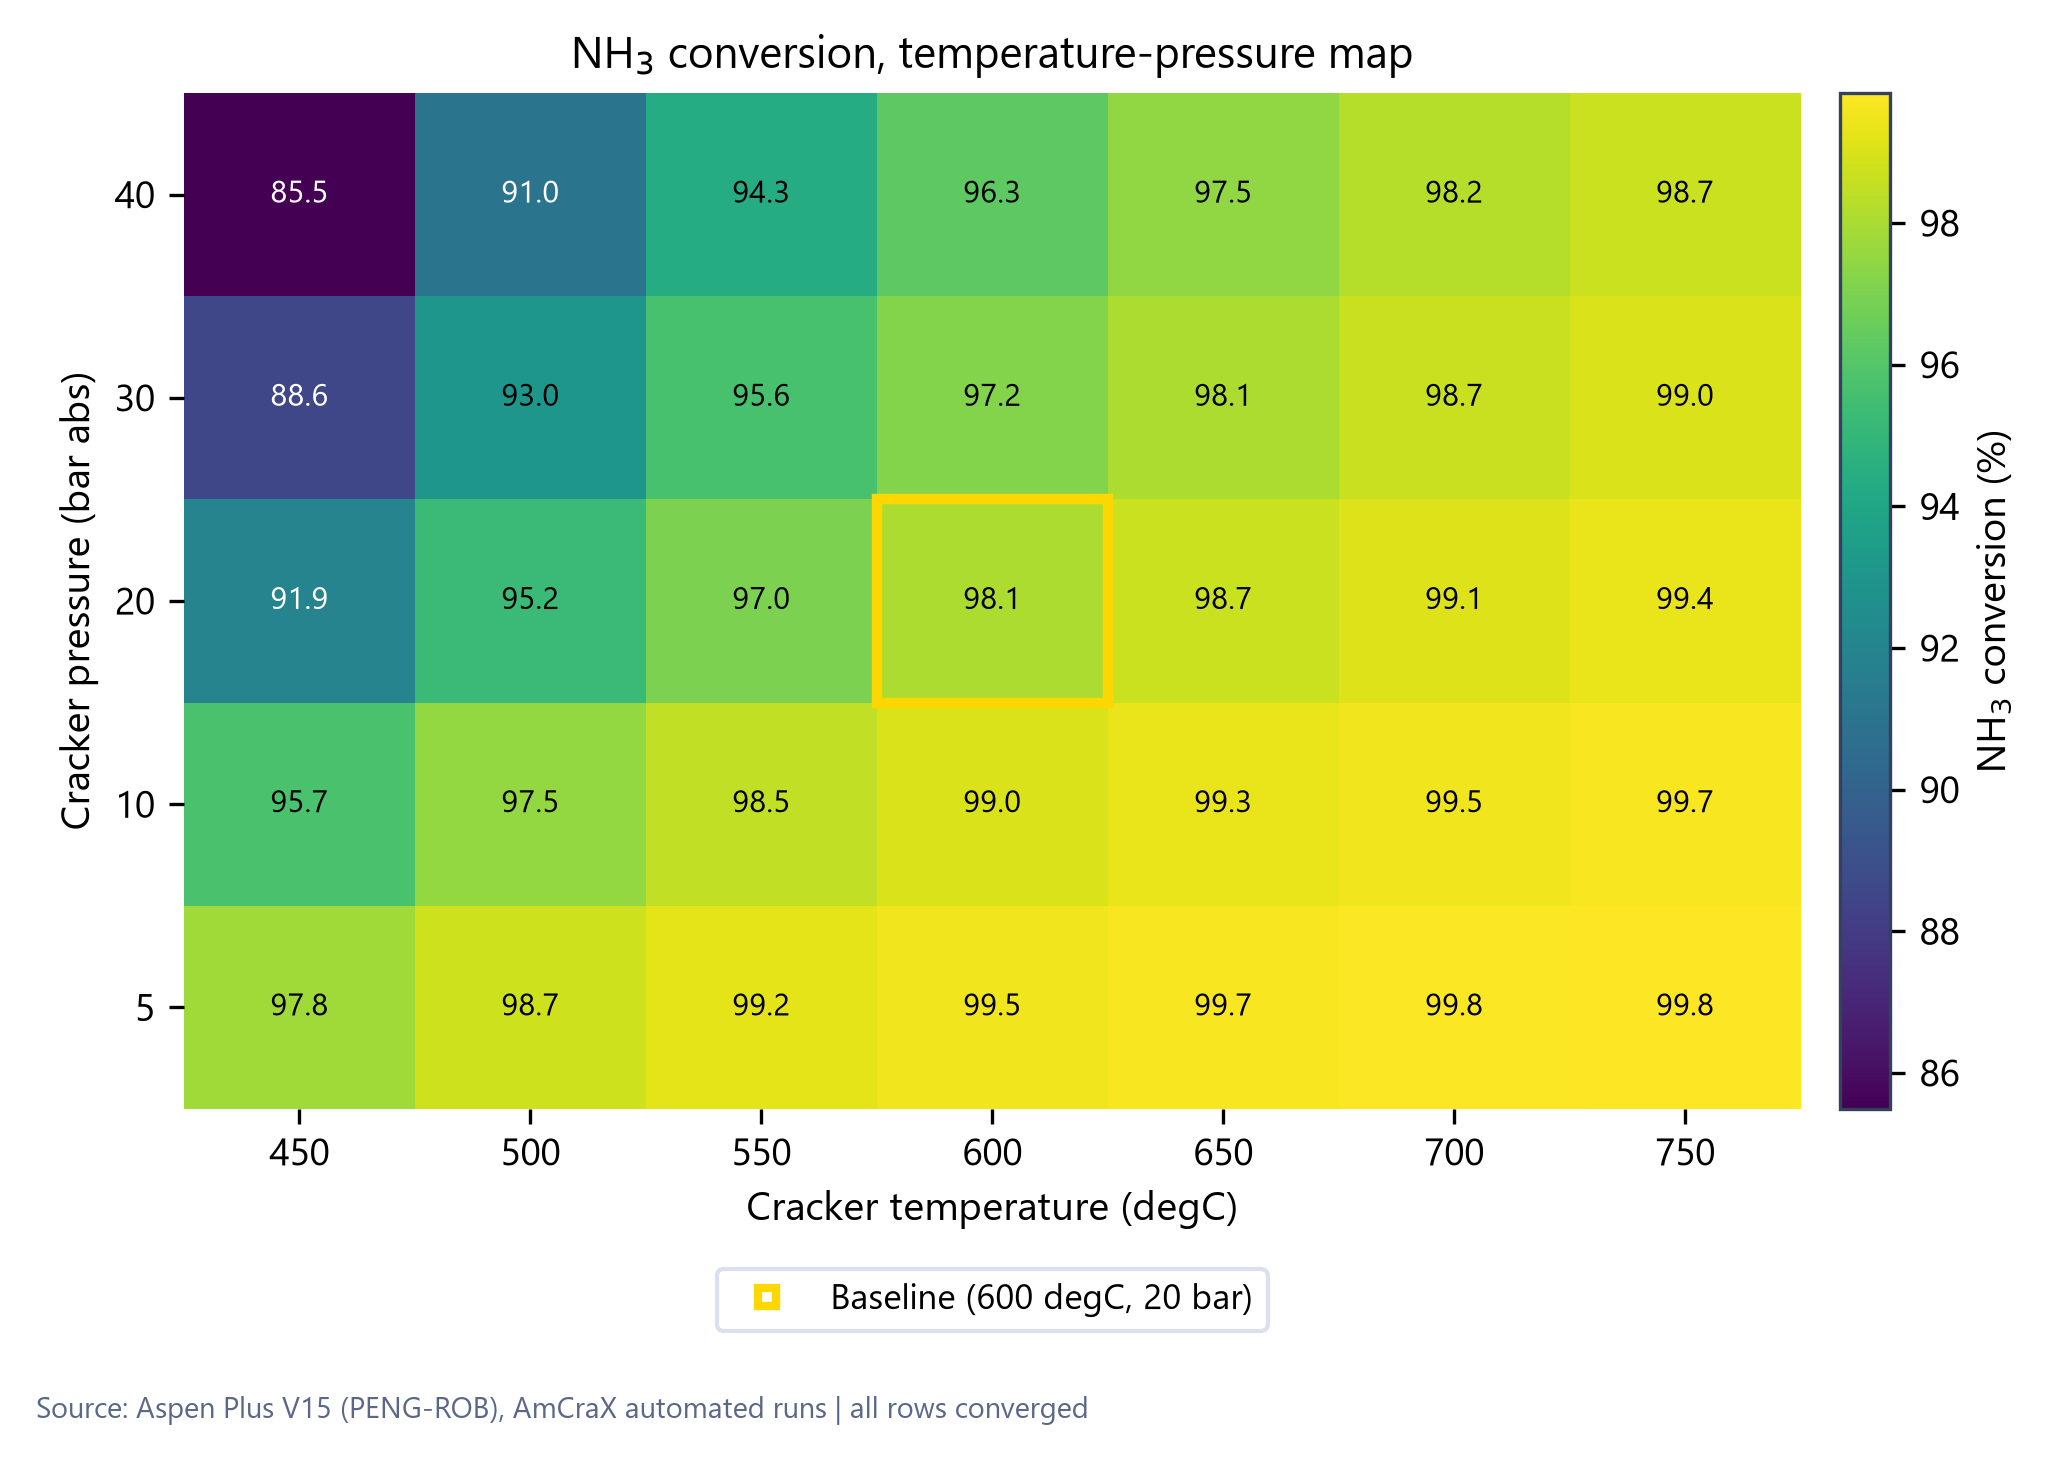 NH₃ conversion, temperature-pressure map
40 85.5 91.0 94.3 96.3 97.5 98.2 98.7
30 88.6 93.0 95.6 97.2 98.1 98.7 99.0
20 91.9 95.2 97.0 98.1 98.7 99.1 99.4
10 95.7 97.5 98.5 99.0 99.3 99.5 99.7
5 97.8 98.7 99.2 99.5 99.7 99.8 99.8
450 500 550 600 650 700 750
Cracker temperature (degC)
Cracker pressure (bar abs)
98
96
94
92
90
88
86
NH₃ conversion (%)
Baseline (600 degC, 20 bar)
Source: Aspen Plus V15 (PENG-ROB), AmCraX automated runs | all rows converged